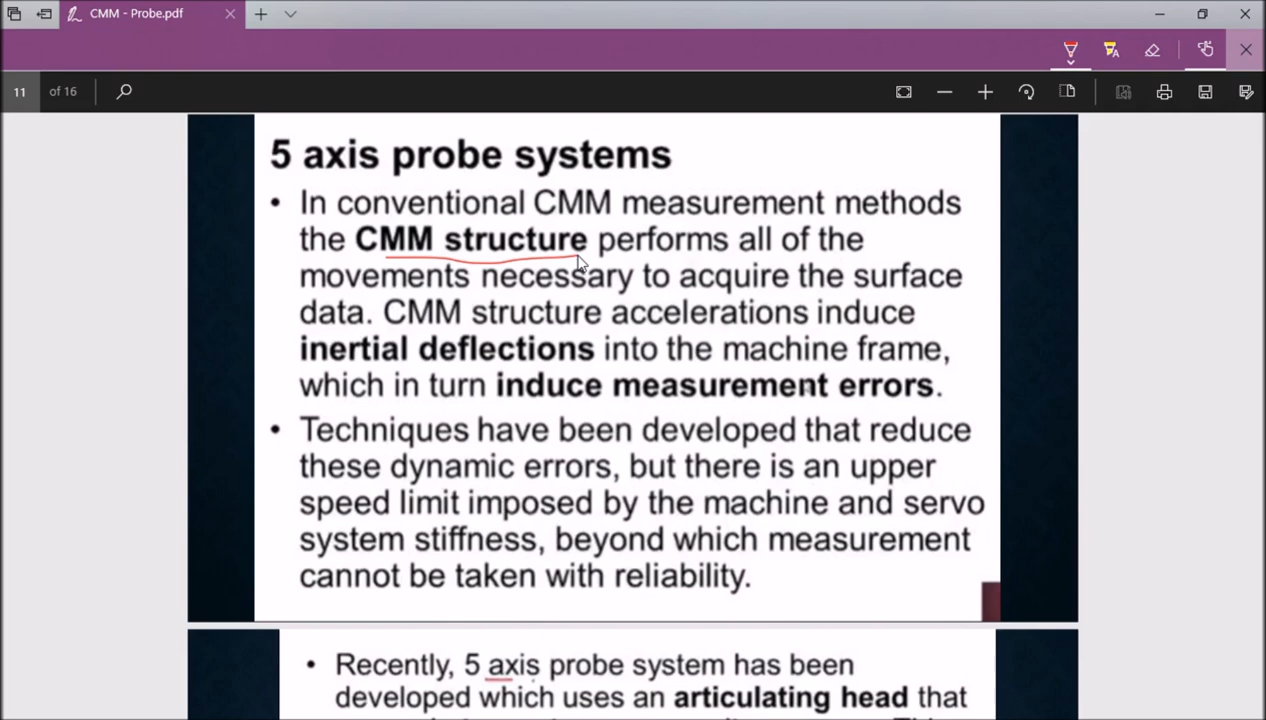 CMM - Probe.pdf
11 of 16
5 axis probe systems
• In conventional CMM measurement methods
the CMM structure performs all of the
movements necessary to acquire the surface
data. CMM structure accelerations induce
inertial deflections into the machine frame,
which in turn induce measurement errors.
• Techniques have been developed that reduce
these dynamic errors, but there is an upper
speed limit imposed by the machine and servo
system stiffness, beyond which measurement
cannot be taken with reliability.
• Recently, 5 axis probe system has been
developed which uses an articulating head that